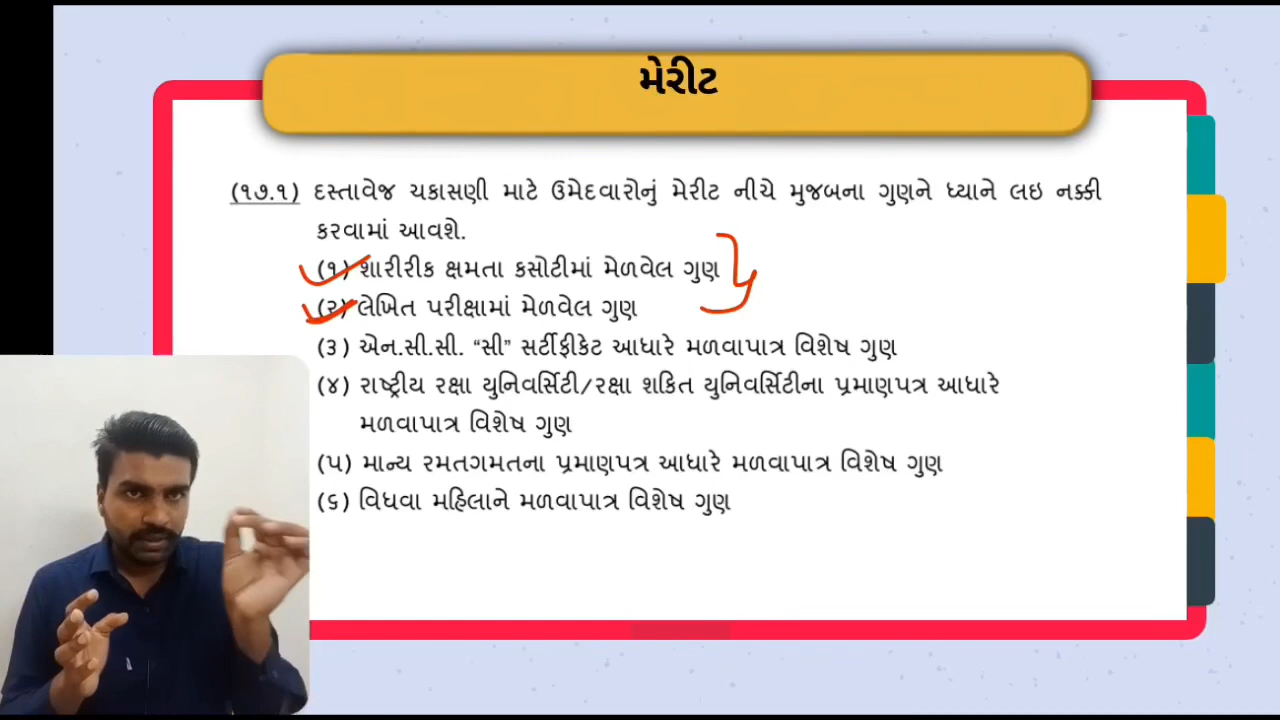 મેરીટ
(૧૭.૧) દસ્તાવેજ ચકાસણી માટે ઉમેદવારોનું મેરીટ નીચે મુજબના ગુણને ધ્યાને લઇ નક્કી
કરવામાં આવશે.
(૧) શારીરીક ક્ષમતા કસોટીમાં મેળવેલ ગુણ
(૨) લેખિત પરીક્ષામાં મેળવેલ ગુણ
(૩) એન.સી.સી. “સી” સર્ટીફીકેટ આધારે મળવાપાત્ર વિશેષ ગુણ
(૪) રાષ્ટ્રીય રક્ષા યુનિવર્સિટી/રક્ષા શકિત યુનિવર્સિટીના પ્રમાણપત્ર આધારે
મળવાપાત્ર વિશેષ ગુણ
(૫) માન્ય રમતગમતના પ્રમાણપત્ર આધારે મળવાપાત્ર વિશેષ ગુણ
(૬) વિધવા મહિલાને મળવાપાત્ર વિશેષ ગુણ